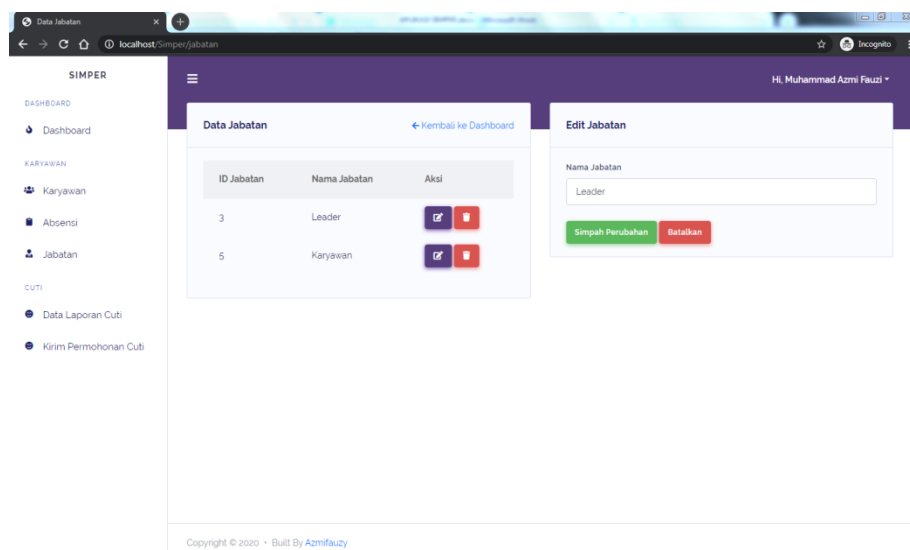 Data Jabatan
localhost/Simper/jabatan
Incognito
SIMPER
Hi, Muhammad Azmi Fauzi
DASHBOARD
Dashboard
KARYAWAN
Karyawan
Absensi
Jabatan
CUTI
Data Laporan Cuti
Kirim Permohonan Cuti
Data Jabatan
Kembali ke Dashboard
ID Jabatan Nama Jabatan Aksi
3 Leader
5 Karyawan
Edit Jabatan
Nama Jabatan
Leader
Simpah Perubahan Batalkan
Copyright © 2020 • Built By Azmifauzy